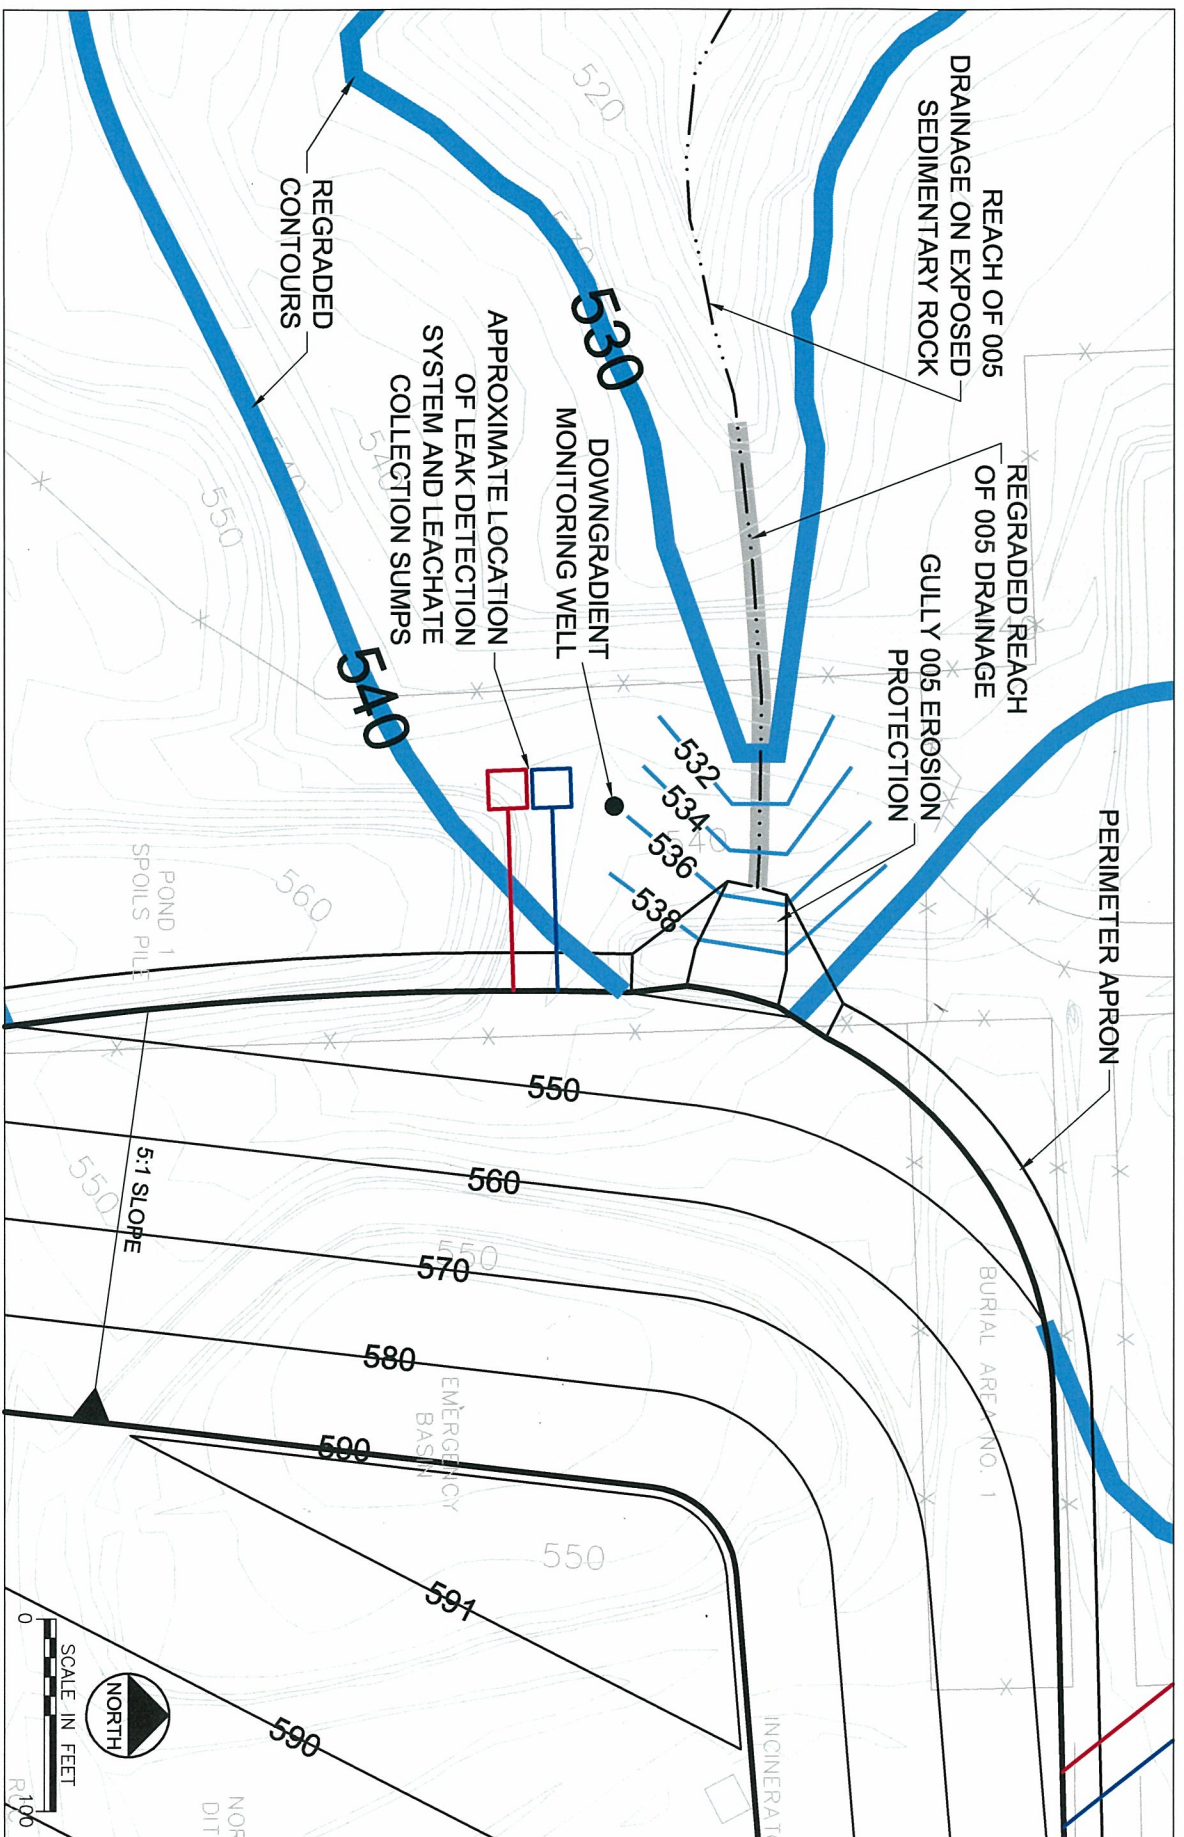 REACH OF 005
DRAINAGE ON EXPOSED
SEDIMENTARY ROCK
REGRADED REACH
OF 005 DRAINAGE
GULLY 005 EROSION
PROTECTION
PERIMETER APRON
520
530
REGRADED
CONTOURS
DOWNGRADIENT
MONITORING WELL
APPROXIMATE LOCATION
OF LEAK DETECTION
SYSTEM AND LEACHATE
COLLECTION SUMPS
540
532
534
536
538
540
540
550
560
POND 1
SPOILS PILE
5:1 SLOPE
550
550
560
570
550
580
590
591
590
550
BURIAL AREA NO. 1
EMERGENCY
BASIN
NORTH
SCALE IN FEET
0
100